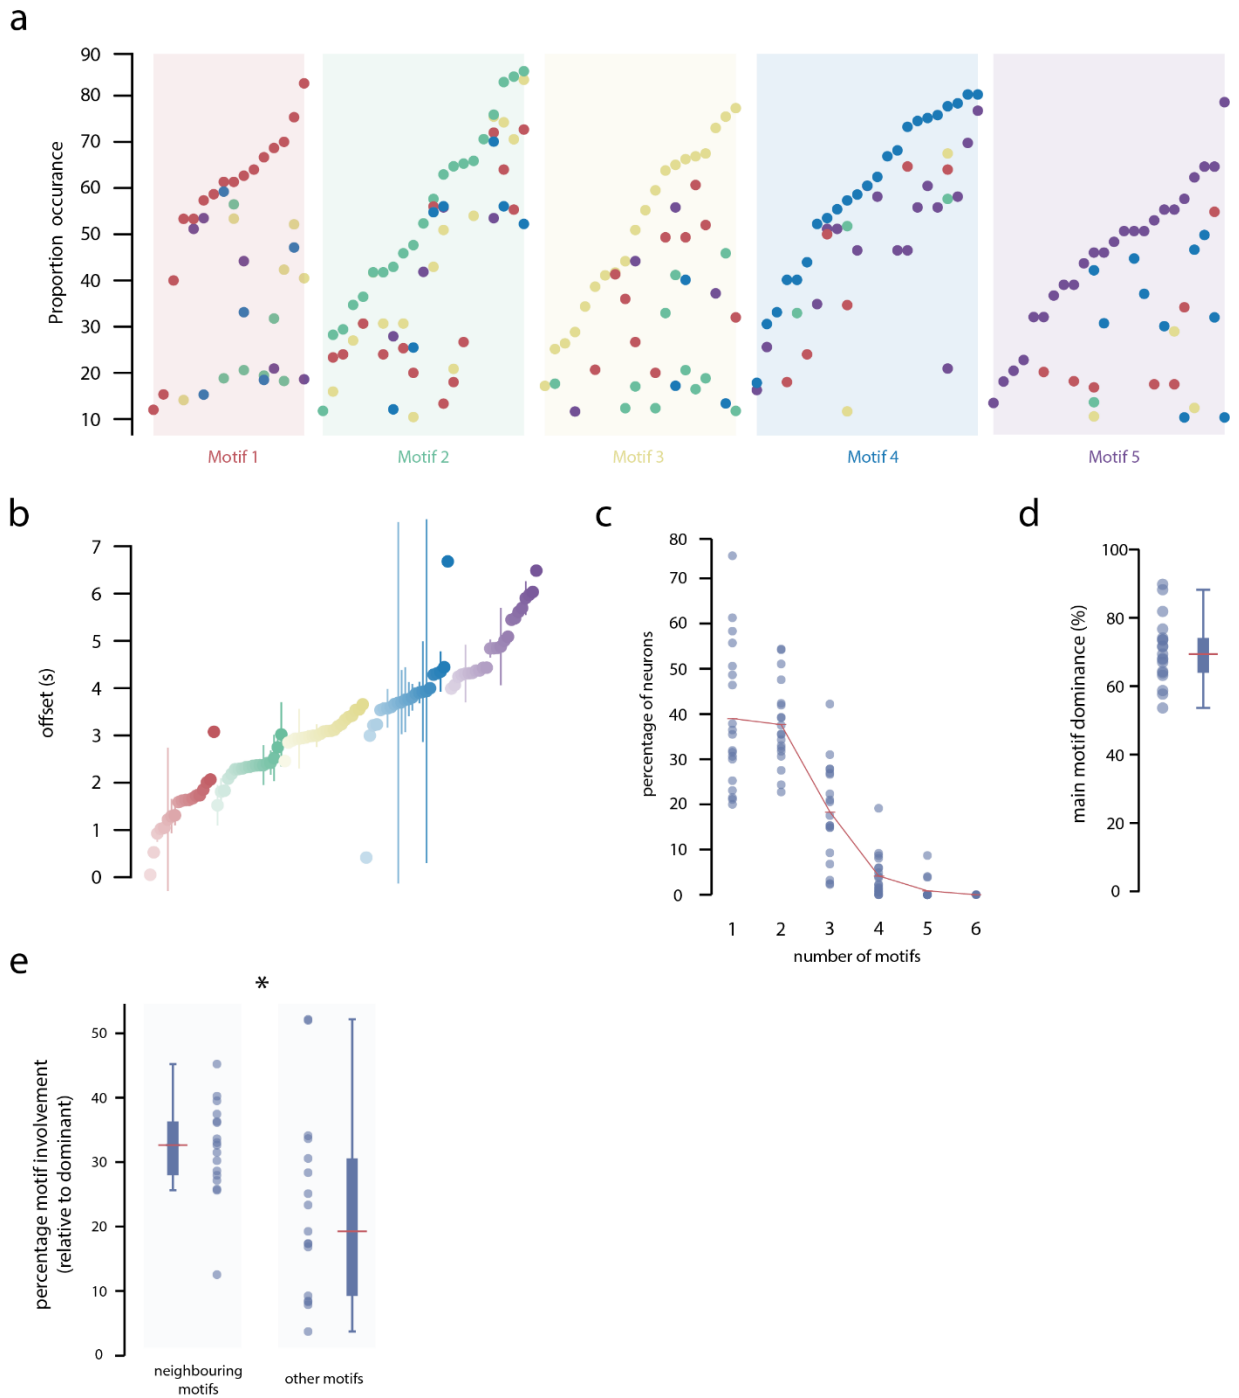 a
90
80
70
60
50
40
30
20
10
Proportion occurance
Motif 1
Motif 2
Motif 3
Motif 4
Motif 5
b
7
6
5
4
3
2
1
0
offset (s)
c
80
70
60
50
40
30
20
10
0
percentage of neurons
1 2 3 4 5 6
number of motifs
d
100
80
60
40
20
0
main motif dominance (%)
e
*
50
40
30
20
10
0
percentage motif involvement
(relative to dominant)
neighbouring
motifs
other motifs